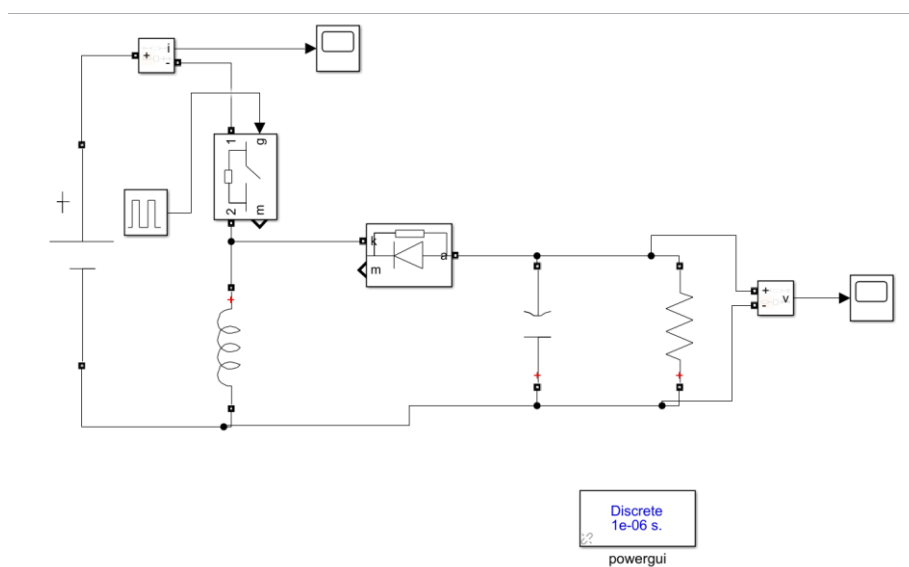 +
i
-
1
g
2
m
k
a
m
+
v
-
+
+
+
+
Discrete
1e-06 s.
powergui